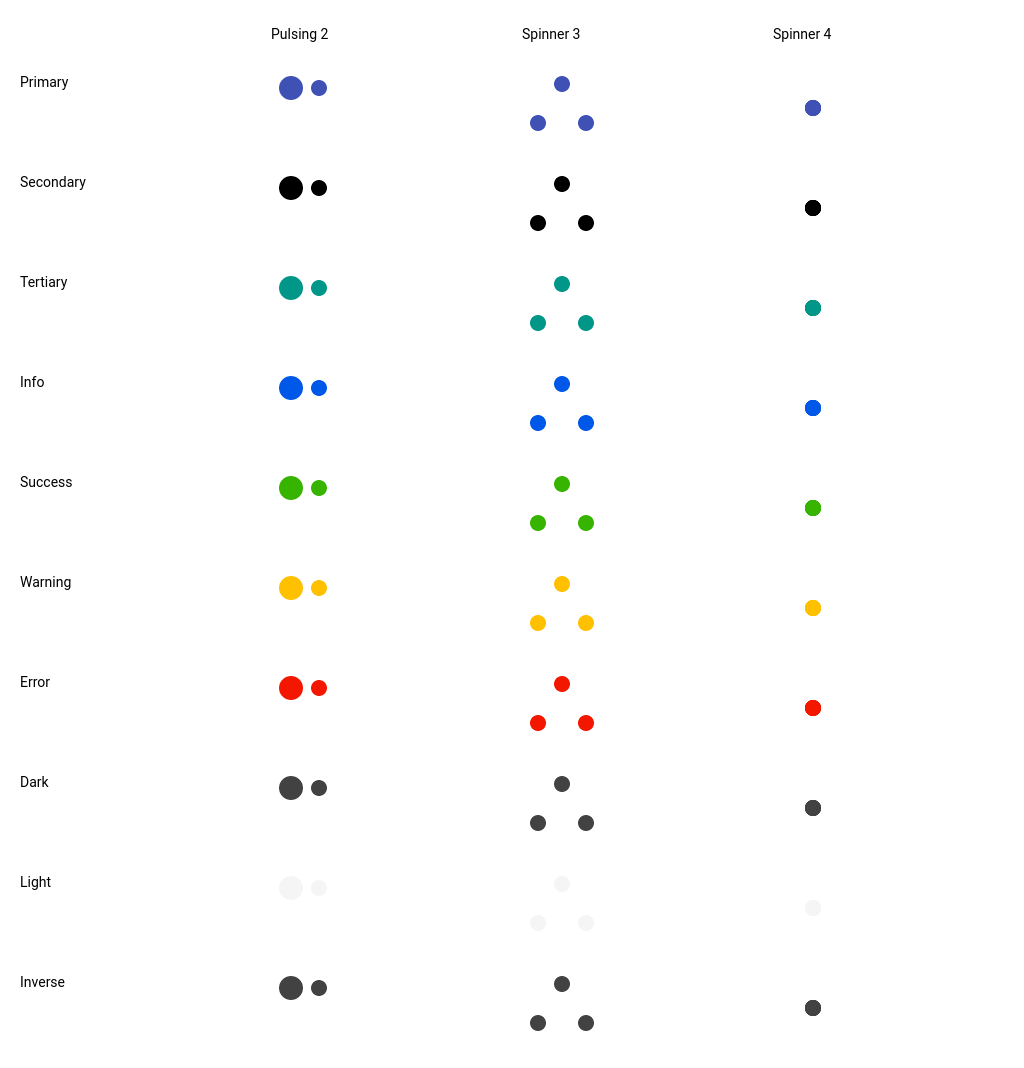 Pulsing 2 Spinner 3 Spinner 4
Primary
Secondary
Tertiary
Info
Success
Warning
Error
Dark
Light
Inverse